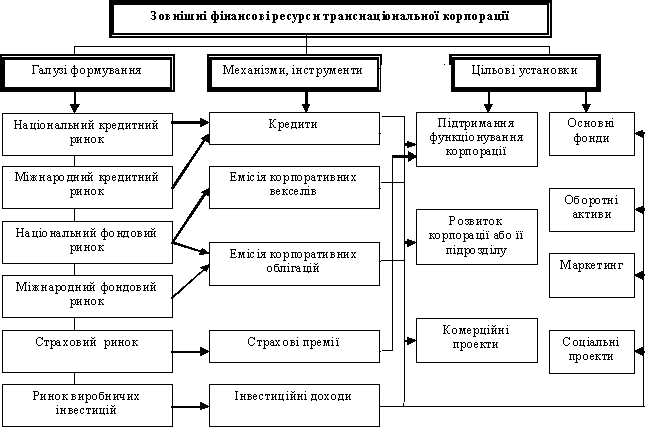 Зовнішні фінансові ресурси транснаціональної корпорації
Галузі формування
Механізми, інструменти
Цільові установки
Національний кредитний
ринок
Міжнародний кредитний
ринок
Національний фондовий
ринок
Міжнародний фондовий
ринок
Страховий ринок
Ринок виробничих
інвестицій
Кредити
Емісія корпоративних
векселів
Емісія корпоративних
облігацій
Страхові премії
Інвестиційні доходи
Підтримання
функціонування
корпорації
Розвиток
корпорації або її
підрозділу
Комерційні
проекти
Основні
фонди
Оборотні
активи
Маркетинг
Соціальні
проекти